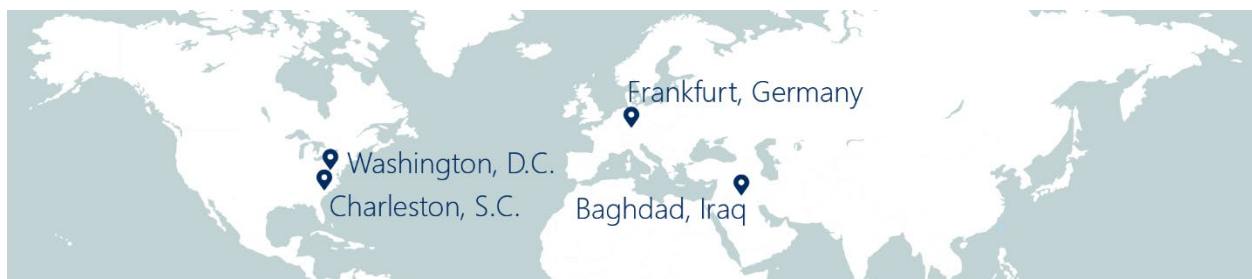 Frankfurt, Germany
Washington, D.C.
Charleston, S.C.
Baghdad, Iraq